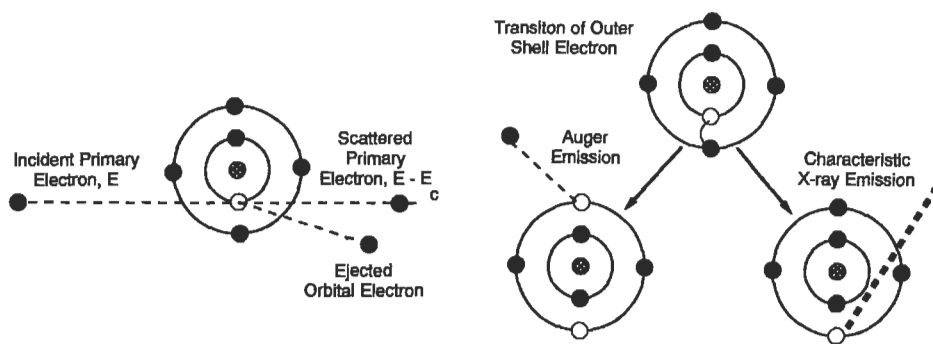 Incident Primary
Electron, E
Scattered
Primary
Electron, E - E
c
Ejected
Orbital Electron
Transiton of Outer
Shell Electron
Auger
Emission
Characteristic
X-ray Emission